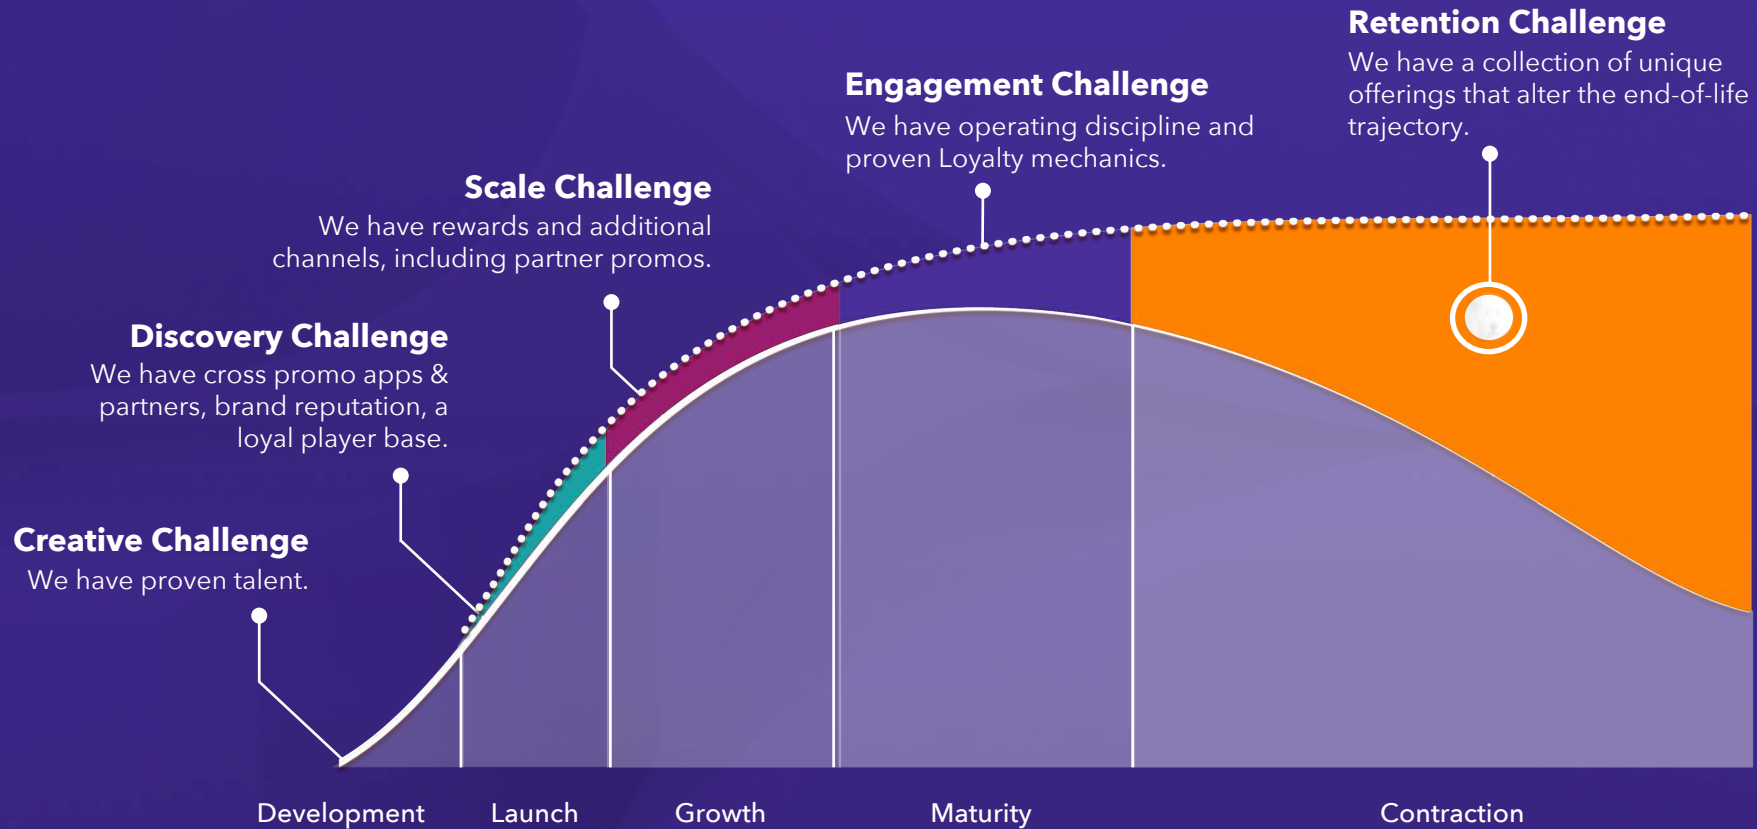 Retention Challenge
We have a collection of unique
offerings that alter the end-of-life
trajectory.
Engagement Challenge
We have operating discipline and
proven Loyalty mechanics.
Scale Challenge
We have rewards and additional
channels, including partner promos.
Discovery Challenge
We have cross promo apps &
partners, brand reputation, a
loyal player base.
Creative Challenge
We have proven talent.
Development Launch Growth Maturity Contraction